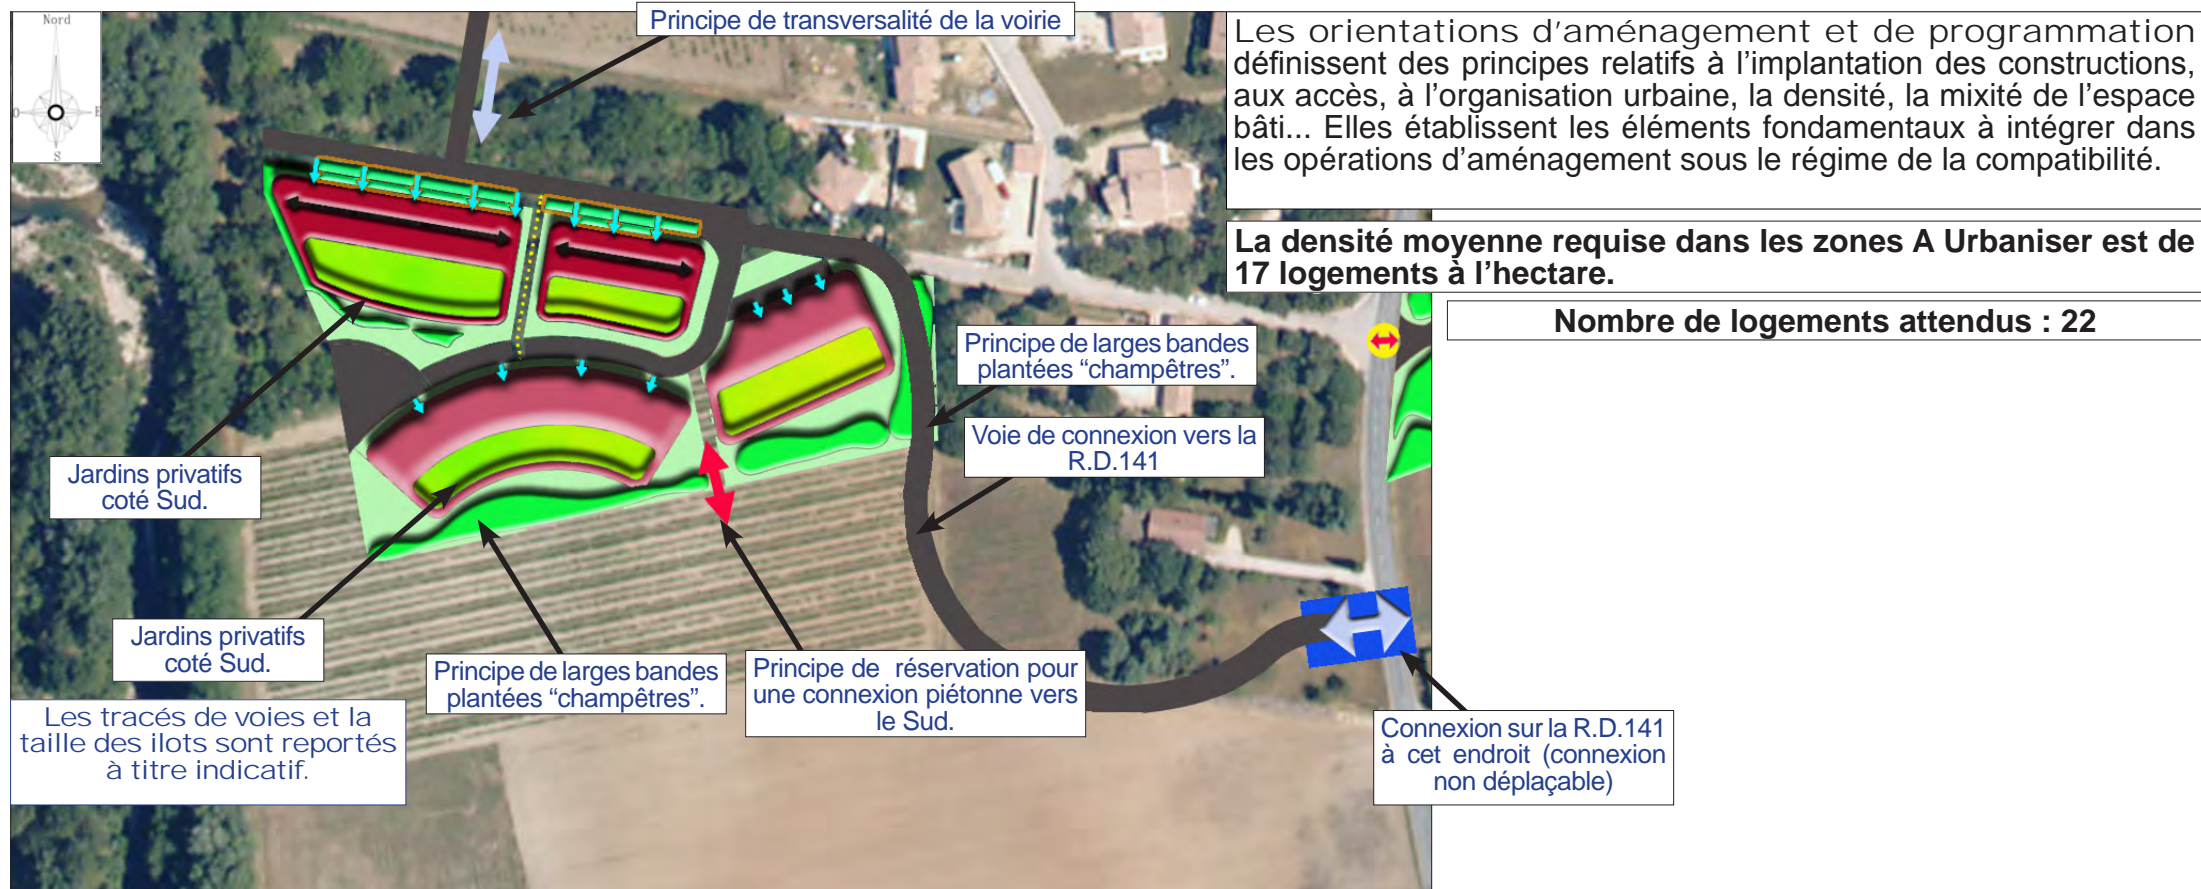 Nord
O
E
S
Principe de transversalité de la voirie
Les orientations d'aménagement et de programmation
définissent des principes relatifs à l'implantation des constructions,
aux accès, à l'organisation urbaine, la densité, la mixité de l'espace
bâti... Elles établissent les éléments fondamentaux à intégrer dans
les opérations d'aménagement sous le régime de la compatibilité.
La densité moyenne requise dans les zones A Urbaniser est de
17 logements à l'hectare.
Nombre de logements attendus : 22
Principe de larges bandes
plantées “champêtres”.
Voie de connexion vers la
R.D.141
Jardins privatifs
coté Sud.
Jardins privatifs
coté Sud.
Principe de larges bandes
plantées “champêtres”.
Principe de réservation pour
une connexion piétonne vers
le Sud.
Les tracés de voies et la
taille des ilots sont reportés
à titre indicatif.
Connexion sur la R.D.141
à cet endroit (connexion
non déplaçable)